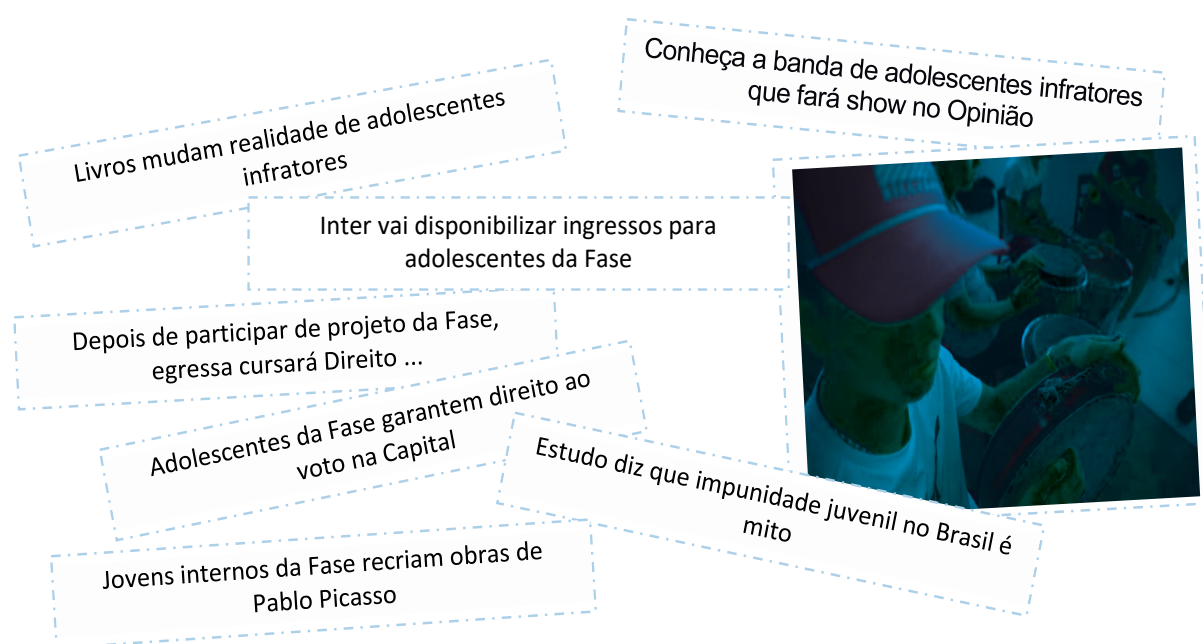 Conheça a banda de adolescentes infratores
que fará show no Opinião
Livros mudam realidade de adolescentes
infratores
Inter vai disponibilizar ingressos para
adolescentes da Fase
Depois de participar de projeto da Fase,
egressa cursará Direito ...
Adolescentes da Fase garantem direito ao
voto na Capital
Estudo diz que impunidade juvenil no Brasil é
mito
Jovens internos da Fase recriam obras de
Pablo Picasso